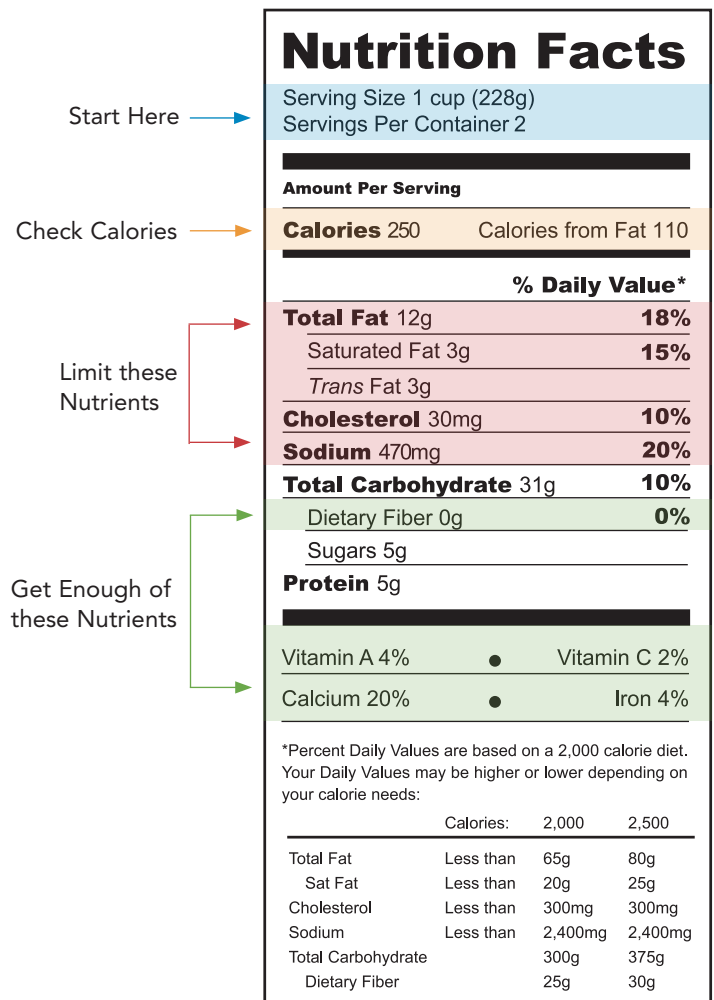 Nutrition Facts
Start Here
Serving Size 1 cup (228g)
Servings Per Container 2
Amount Per Serving
Check Calories
Calories 250 Calories from Fat 110
% Daily Value*
Limit these
Nutrients
Total Fat 12g 18%
Saturated Fat 3g 15%
Trans Fat 3g
Cholesterol 30mg 10%
Sodium 470mg 20%
Total Carbohydrate 31g 10%
Get Enough of
these Nutrients
Dietary Fiber 0g 0%
Sugars 5g
Protein 5g
Vitamin A 4% ● Vitamin C 2%
Calcium 20% ● Iron 4%
*Percent Daily Values are based on a 2,000 calorie diet.
Your Daily Values may be higher or lower depending on
your calorie needs:
Calories: 2,000 2,500
Total Fat Less than 65g 80g
Sat Fat Less than 20g 25g
Cholesterol Less than 300mg 300mg
Sodium Less than 2,400mg 2,400mg
Total Carbohydrate 300g 375g
Dietary Fiber 25g 30g